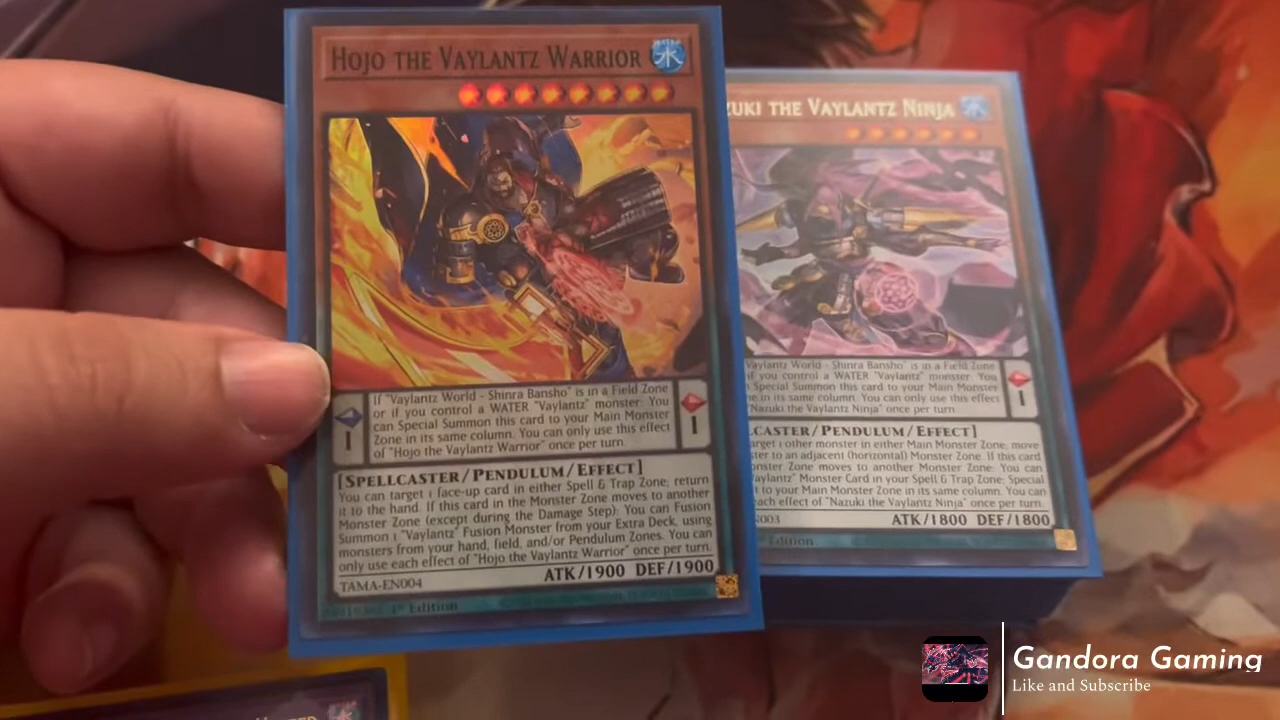 HOJO THE VAYLANTZ WARRIOR
WATER
水
If "Vaylantz World - Shinra Bansho" is in a Field Zone
or if you control a WATER "Vaylantz" monster: You
can Special Summon this card to your Main Monster
Zone in its same column. You can only use this effect
of "Hojo the Vaylantz Warrior" once per turn.
1
1
[SPELLCASTER/PENDULUM/EFFECT]
You can target 1 face-up card in either Spell & Trap Zone; return
it to the hand. If this card in the Monster Zone moves to another
Monster Zone (except during the Damage Step): You can Fusion
Summon 1 "Vaylantz" Fusion Monster from your Extra Deck, using
monsters from your hand, field, and/or Pendulum Zones. You can
only use each effect of "Hojo the Vaylantz Warrior" once per turn.
ATK/1900 DEF/1900
TAMA-EN004
1st Edition
ZUKI THE VAYLANTZ NINJA
水
Vaylantz World - Shinra Bansho" is in a Field Zone
if you control a WATER "Vaylantz" monster: You
Special Summon this card to your Main Monster
in its same column. You can only use this effect
"Nazuki the Vaylantz Ninja" once per turn.
1
CASTER/PENDULUM/EFFECT]
target 1 other monster in either Main Monster Zone; move
to an adjacent (horizontal) Monster Zone. If this card
Monster Zone moves to another Monster Zone: You can
Vaylantz" Monster Card in your Spell & Trap Zone; Special
it to your Main Monster Zone in its same column. You can
each effect of "Nazuki the Vaylantz Ninja" once per turn.
N003 ATK/1800 DEF/1800
Edition
Gandora Gaming
Like and Subscribe